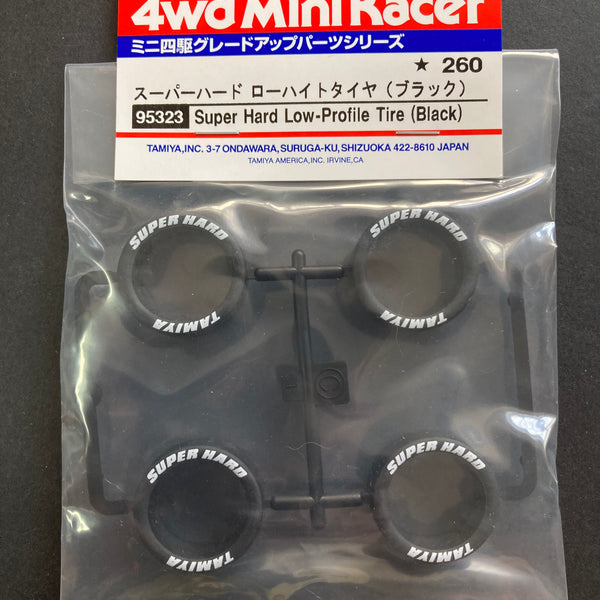 4wd Mini Racer
ミニ四駆グレードアップパーツシリーズ
★ 260
スーパーハード ローハイトタイヤ（ブラック）
95323 Super Hard Low-Profile Tire (Black)
TAMIYA,INC. 3-7 ONDAWARA, SURUGA-KU, SHIZUOKA 422-8610 JAPAN
TAMIYA AMERICA,INC. IRVINE,CA
SUPER HARD
TAMIYA
SUPER HARD
TAMIYA
SUPER HARD
TAMIYA
SUPER HARD
TAMIYA